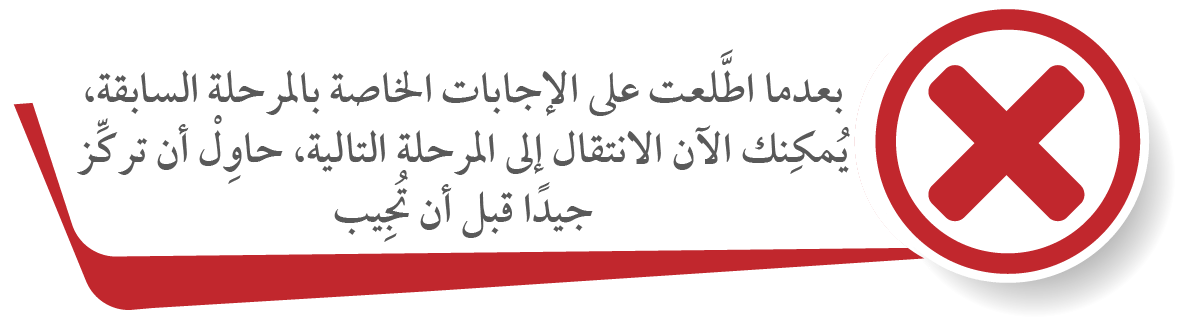 بعدما اطَّلعت على الإجابات الخاصة بالمرحلة السابقة،
يُمكِنك الآن الانتقال إلى المرحلة التالية، حاوِلْ أن تركِّز
جيدًا قبل أن تُجِيب